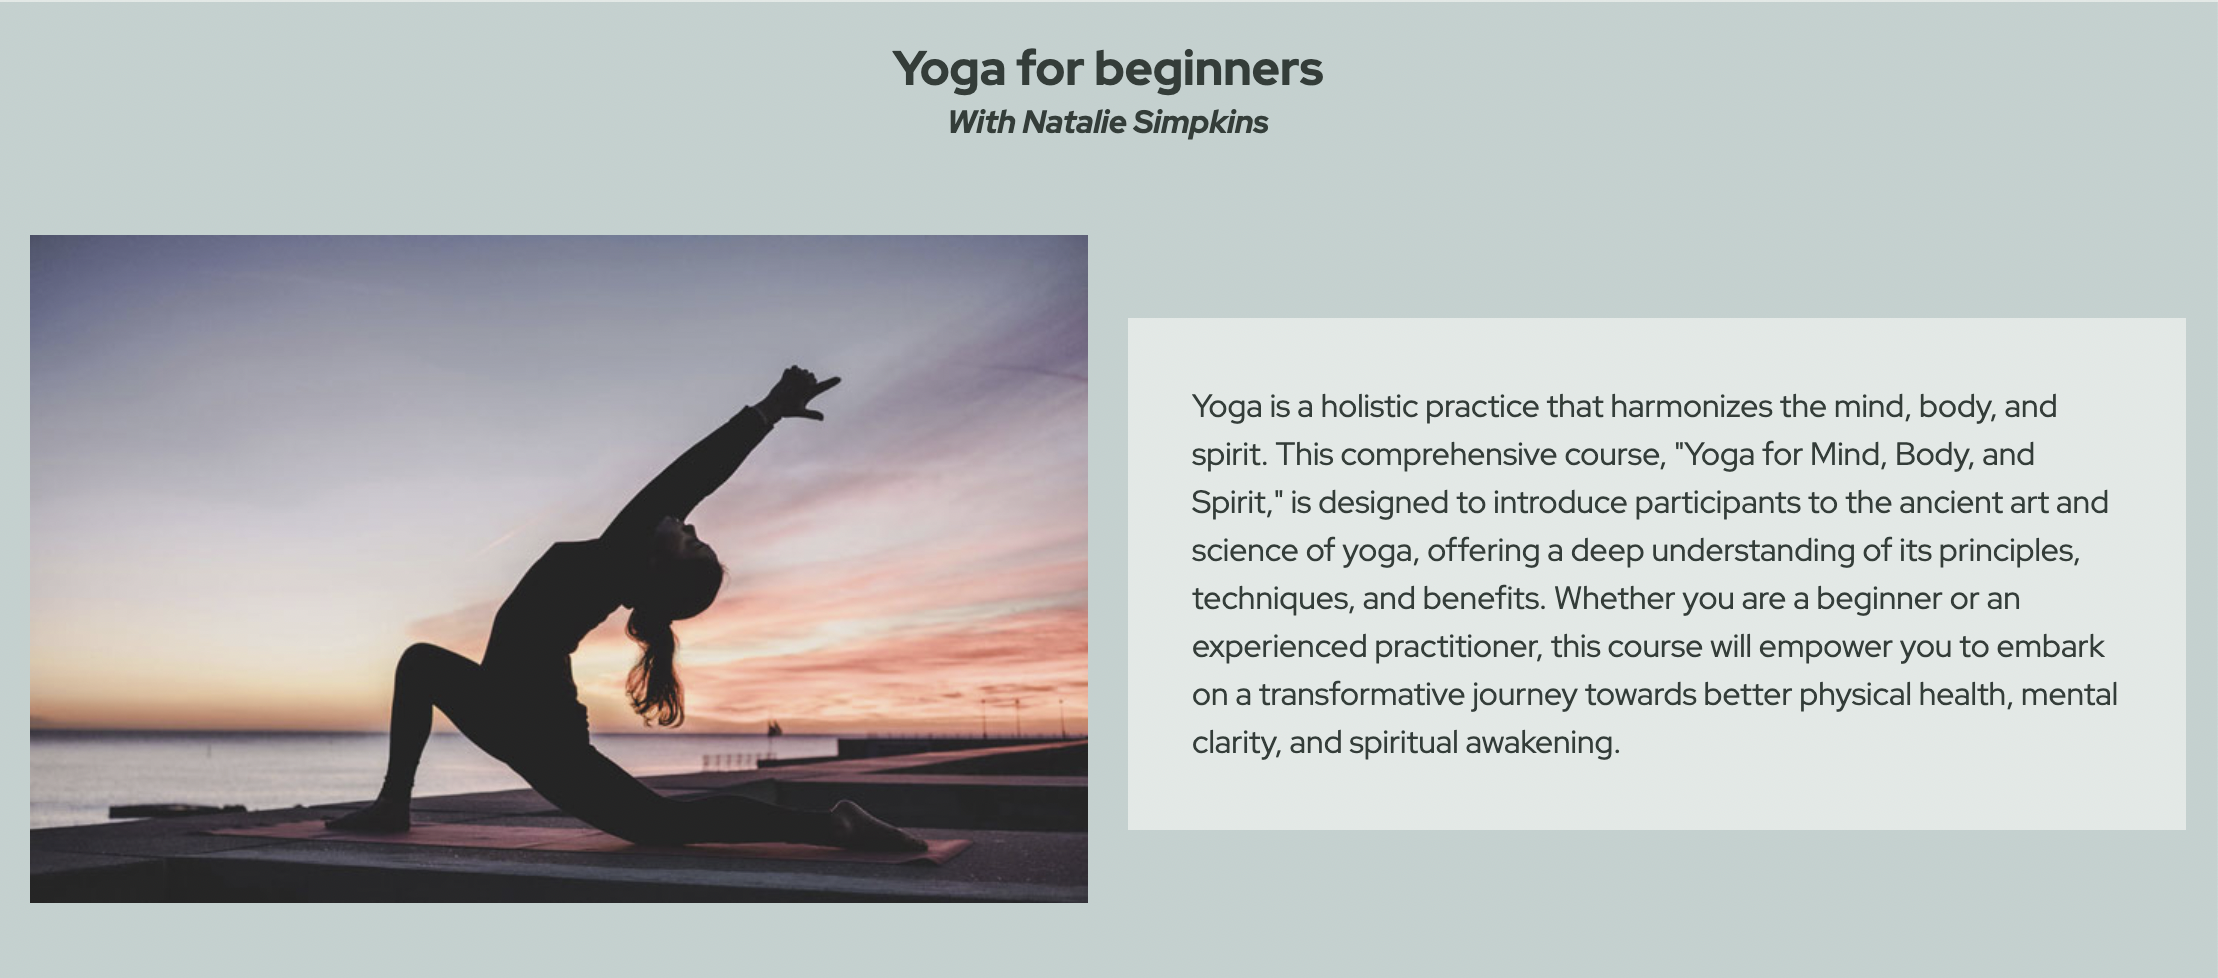 Yoga for beginners
With Natalie Simpkins
Yoga is a holistic practice that harmonizes the mind, body, and
spirit. This comprehensive course, "Yoga for Mind, Body, and
Spirit," is designed to introduce participants to the ancient art and
science of yoga, offering a deep understanding of its principles,
techniques, and benefits. Whether you are a beginner or an
experienced practitioner, this course will empower you to embark
on a transformative journey towards better physical health, mental
clarity, and spiritual awakening.